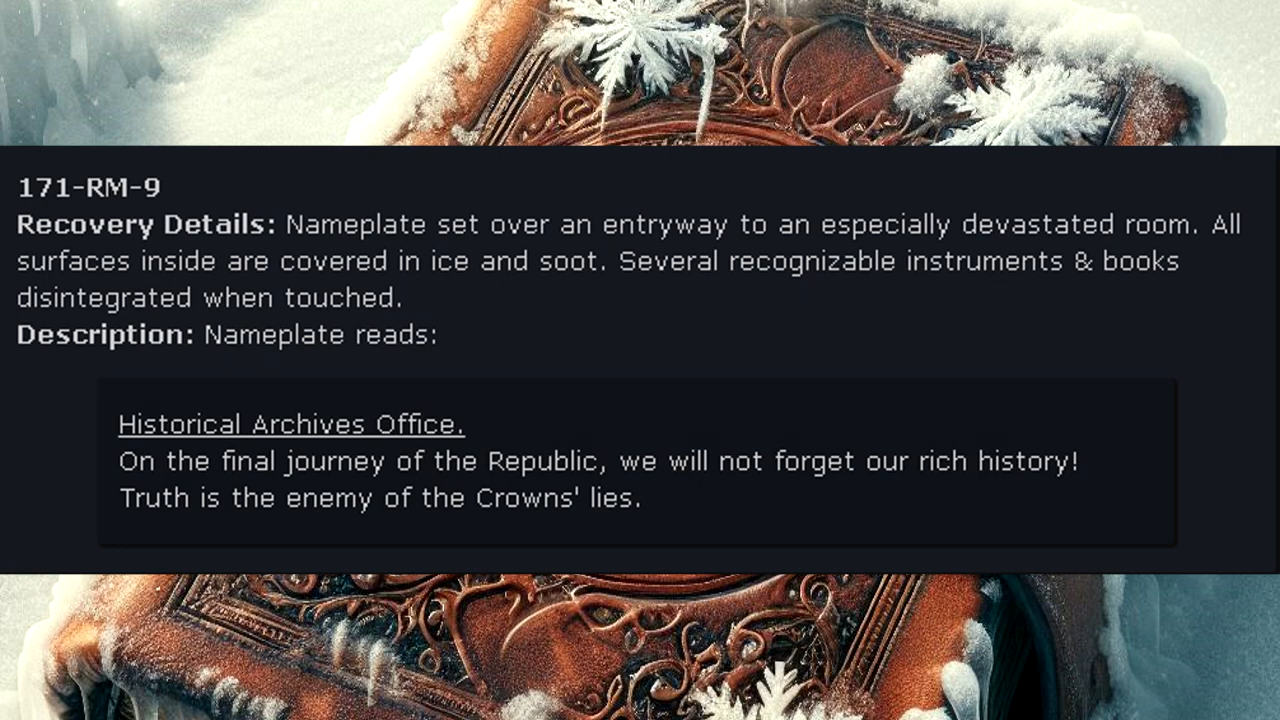 171-RM-9
Recovery Details: Nameplate set over an entryway to an especially devastated room. All
surfaces inside are covered in ice and soot. Several recognizable instruments & books
disintegrated when touched.
Description: Nameplate reads:
Historical Archives Office.
On the final journey of the Republic, we will not forget our rich history!
Truth is the enemy of the Crowns' lies.